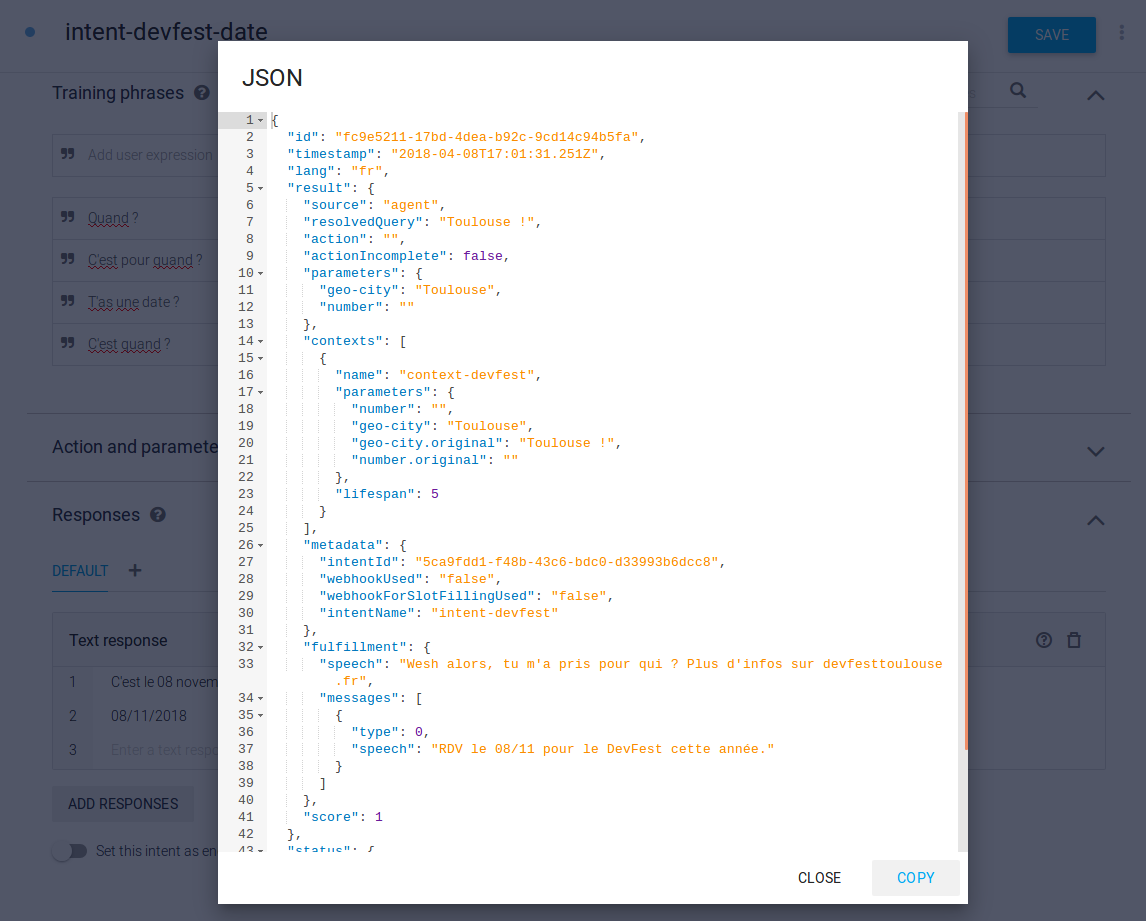 intent-devfest-date
SAVE
Training phrases
Add user expression
Quand ?
C'est pour quand ?
T'as une date ?
C'est quand ?
Action and paramete
Responses
DEFAULT
Text response
1 C'est le 08 novem
2 08/11/2018
3 Enter a text respo
ADD RESPONSES
Set this intent as en
JSON
1 {
2 "id": "fc9e5211-17bd-4dea-b92c-9cd14c94b5fa",
3 "timestamp": "2018-04-08T17:01:31.251Z",
4 "lang": "fr",
5 "result": {
6 "source": "agent",
7 "resolvedQuery": "Toulouse !",
8 "action": "",
9 "actionIncomplete": false,
10 "parameters": {
11 "geo-city": "Toulouse",
12 "number": ""
13 },
14 "contexts": [
15 {
16 "name": "context-devfest",
17 "parameters": {
18 "number": "",
19 "geo-city": "Toulouse",
20 "geo-city.original": "Toulouse !",
21 "number.original": ""
22 },
23 "lifespan": 5
24 }
25 ],
26 "metadata": {
27 "intentId": "5ca9fdd1-f48b-43c6-bdc0-d33993b6dcc8",
28 "webhookUsed": "false",
29 "webhookForSlotFillingUsed": "false",
30 "intentName": "intent-devfest"
31 },
32 "fulfillment": {
33 "speech": "Wesh alors, tu m'a pris pour qui ? Plus d'infos sur devfesttoulouse
.fr",
34 "messages": [
35 {
36 "type": 0,
37 "speech": "RDV le 08/11 pour le DevFest cette année."
38 }
39 ]
40 },
41 "score": 1
42 },
43 "status": {
CLOSE
COPY